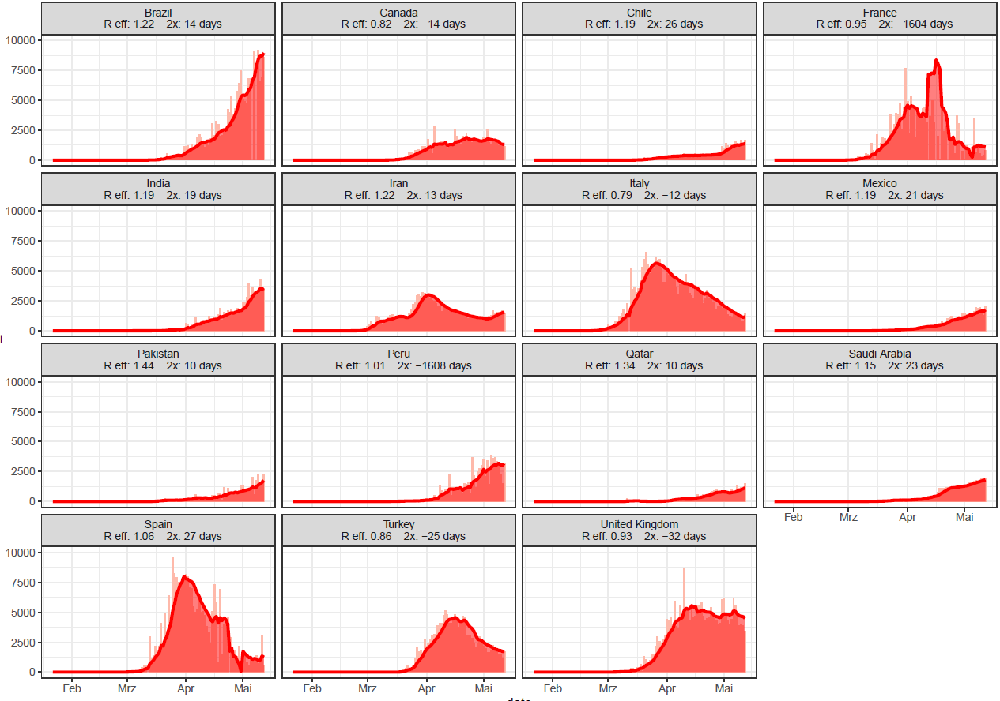 Brazil
R eff: 1.22 2x: 14 days
Canada
R eff: 0.82 2x: −14 days
Chile
R eff: 1.19 2x: 26 days
France
R eff: 0.95 2x: −1604 days
10000
7500
5000
2500
0
India
R eff: 1.19 2x: 19 days
Iran
R eff: 1.22 2x: 13 days
Italy
R eff: 0.79 2x: −12 days
Mexico
R eff: 1.19 2x: 21 days
10000
7500
5000
2500
0
Pakistan
R eff: 1.44 2x: 10 days
Peru
R eff: 1.01 2x: −1608 days
Qatar
R eff: 1.34 2x: 10 days
Saudi Arabia
R eff: 1.15 2x: 23 days
10000
7500
5000
2500
0
Feb Mrz Apr Mai
Spain
R eff: 1.06 2x: 27 days
Turkey
R eff: 0.86 2x: −25 days
United Kingdom
R eff: 0.93 2x: −32 days
10000
7500
5000
2500
0
Feb Mrz Apr Mai
Feb Mrz Apr Mai
Feb Mrz Apr Mai